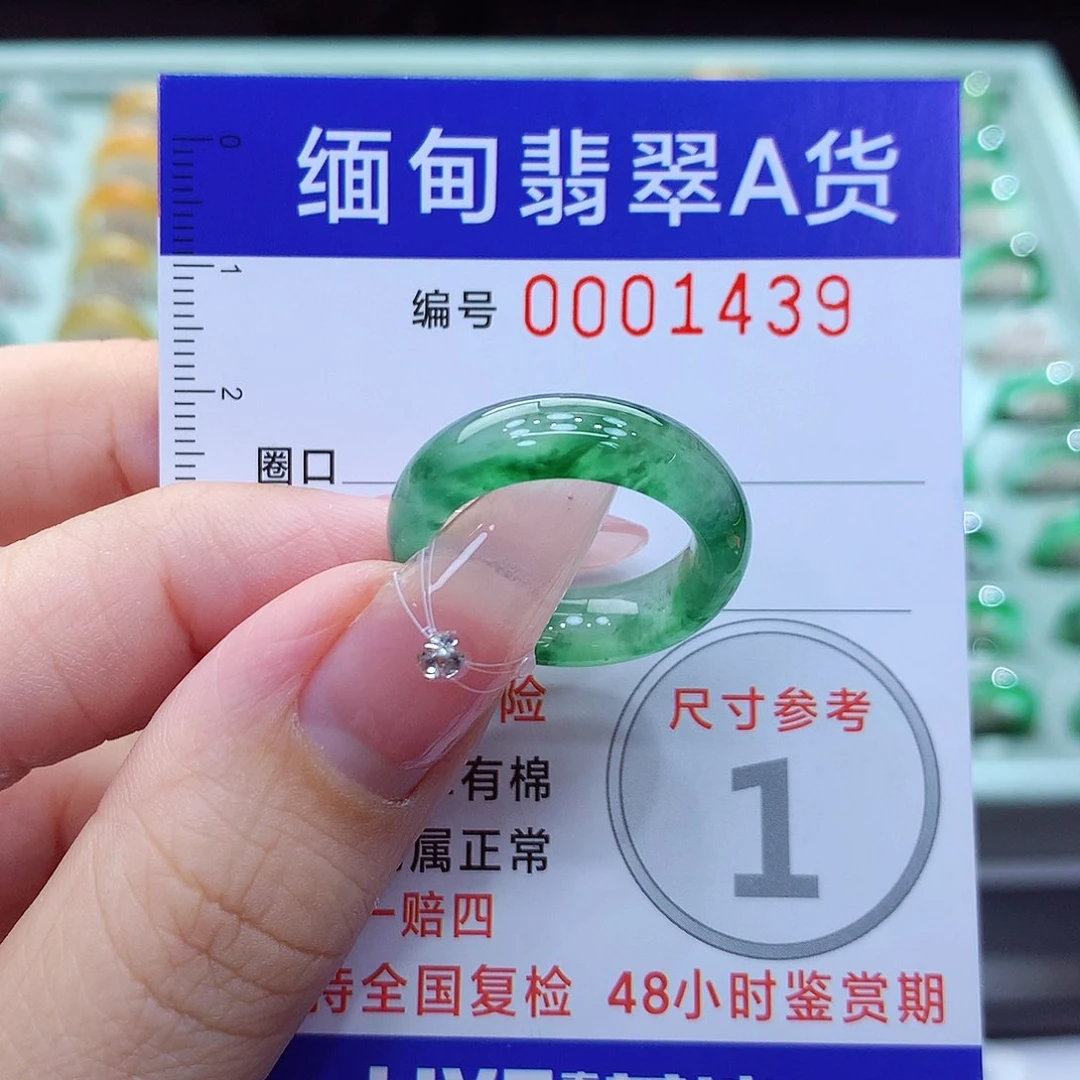 缅甸翡翠A货
0
编号 0001439
1
2
圈口
险
尺寸参考
有棉
1
属正常
一赔四
持全国复检 48小时鉴赏期